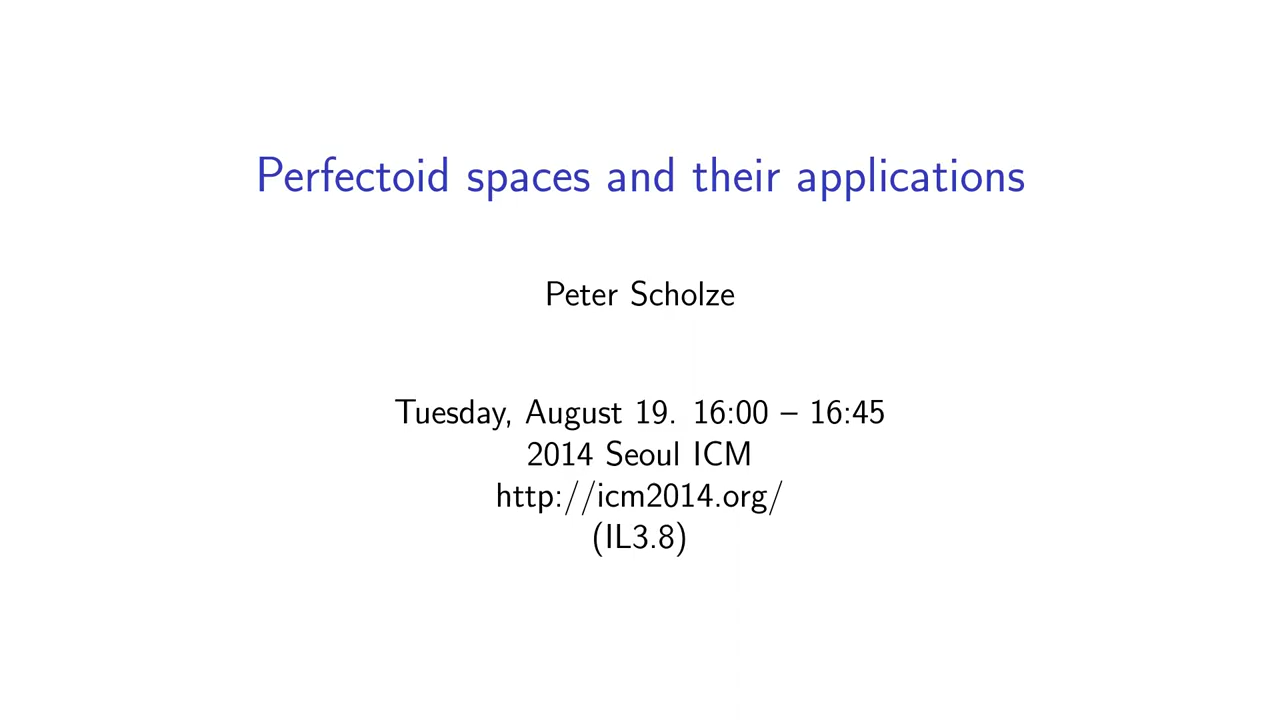 Perfectoid spaces and their applications
Peter Scholze
Tuesday, August 19. 16:00 – 16:45
2014 Seoul ICM
http://icm2014.org/
(IL3.8)